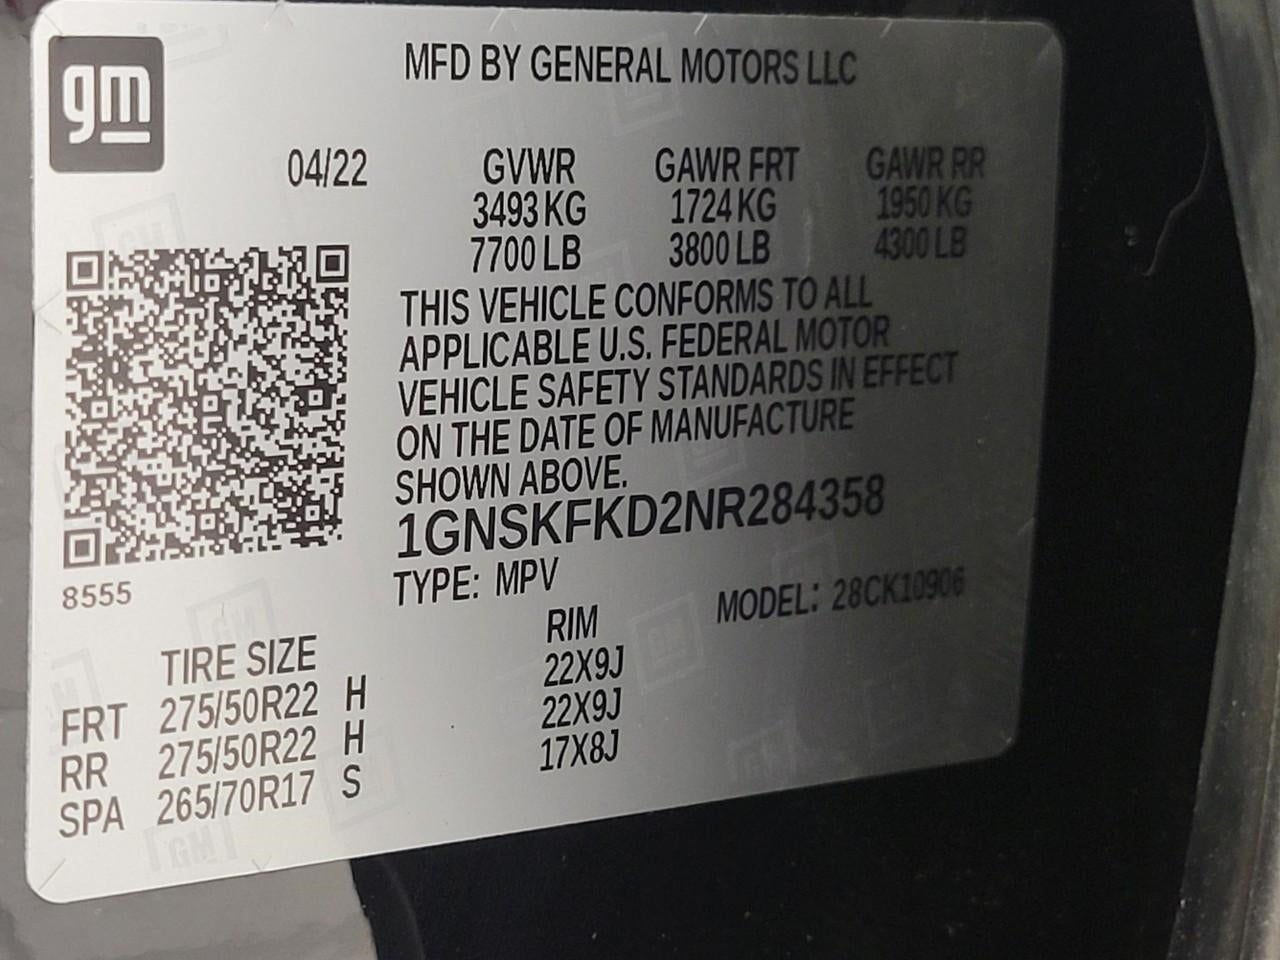 gm
MFD BY GENERAL MOTORS LLC
04/22 GVWR GAWR FRT GAWR RR
3493 KG 1724 KG 1950 KG
7700 LB 3800 LB 4300 LB
THIS VEHICLE CONFORMS TO ALL
APPLICABLE U.S. FEDERAL MOTOR
VEHICLE SAFETY STANDARDS IN EFFECT
ON THE DATE OF MANUFACTURE
SHOWN ABOVE.
1GNSKFKD2NR284358
TYPE: MPV MODEL: 28CK10906
8555
TIRE SIZE RIM
FRT 275/50R22 H 22X9J
RR 275/50R22 H 22X9J
SPA 265/70R17 S 17X8J